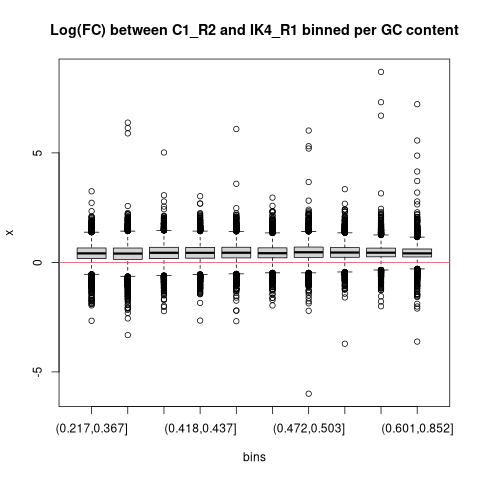 Log(FC) between C1_R2 and IK4_R1 binned per GC content
x
5
0
-5
(0.217,0.367]
(0.418,0.437]
(0.472,0.503]
(0.601,0.852]
bins